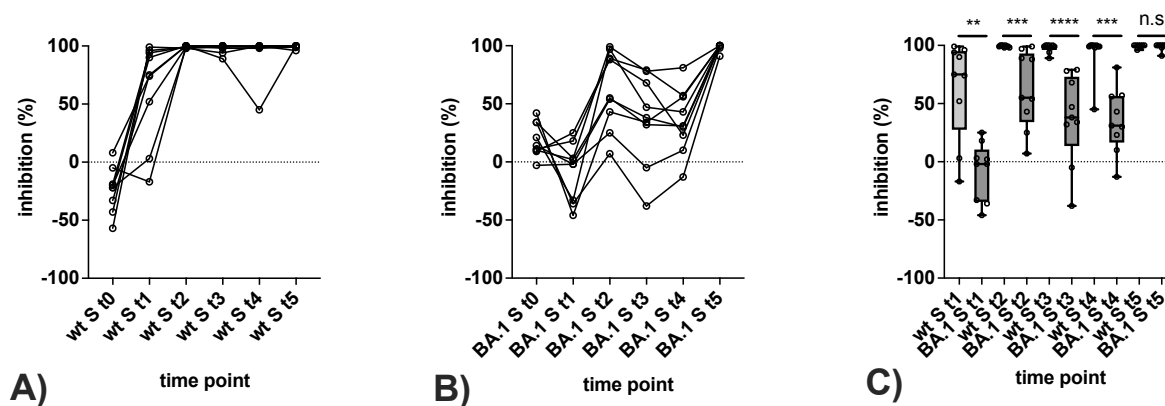 100
50
0
-50
-100
inhibition (%)
wt S t0
wt S t1
wt S t2
wt S t3
wt S t4
wt S t5
time point
A)
100
50
0
-50
-100
inhibition (%)
BA.1 S t0
BA.1 S t1
BA.1 S t2
BA.1 S t3
BA.1 S t4
BA.1 S t5
time point
B)
** *** **** *** n.s
100
50
0
-50
-100
inhibition (%)
wt S t1
BA.1 S t1
wt S t2
BA.1 S t2
wt S t3
BA.1 S t3
wt S t4
BA.1 S t4
wt S t5
BA.1 S t5
time point
C)